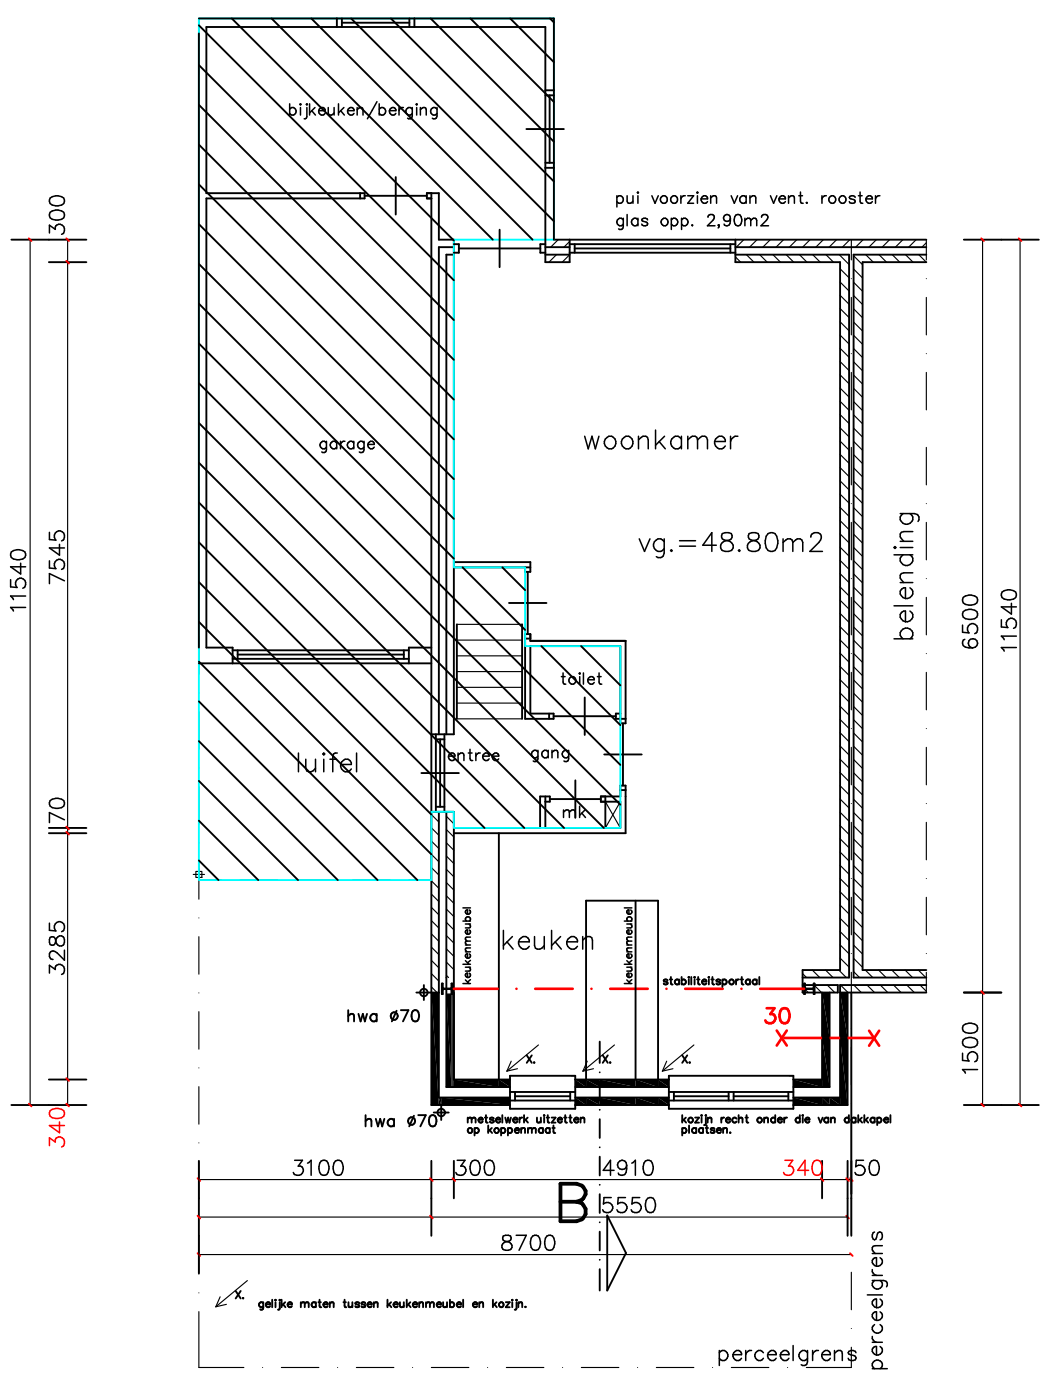 bijkeuken/berging
pui voorzien van vent. rooster
glas opp. 2,90m2
300
garage
woonkamer
vg.=48.80m2
belending
7545
11540
6500
11540
toilet
luifel
entree
gang
mk
70
3285
keukenmeubel
keuken
keukenmeubel
stabiliteitsportaal
hwa ø70
30
1500
x.
x.
x.
340
hwa ø70
metselwerk uitzetten
op koppenmaat
kozijn recht onder die van dakkapel
plaatsen.
3100
300
4910
340
50
B
5550
8700
x.
gelijke maten tussen keukenmeubel en kozijn.
perceelgrens
perceelgrens